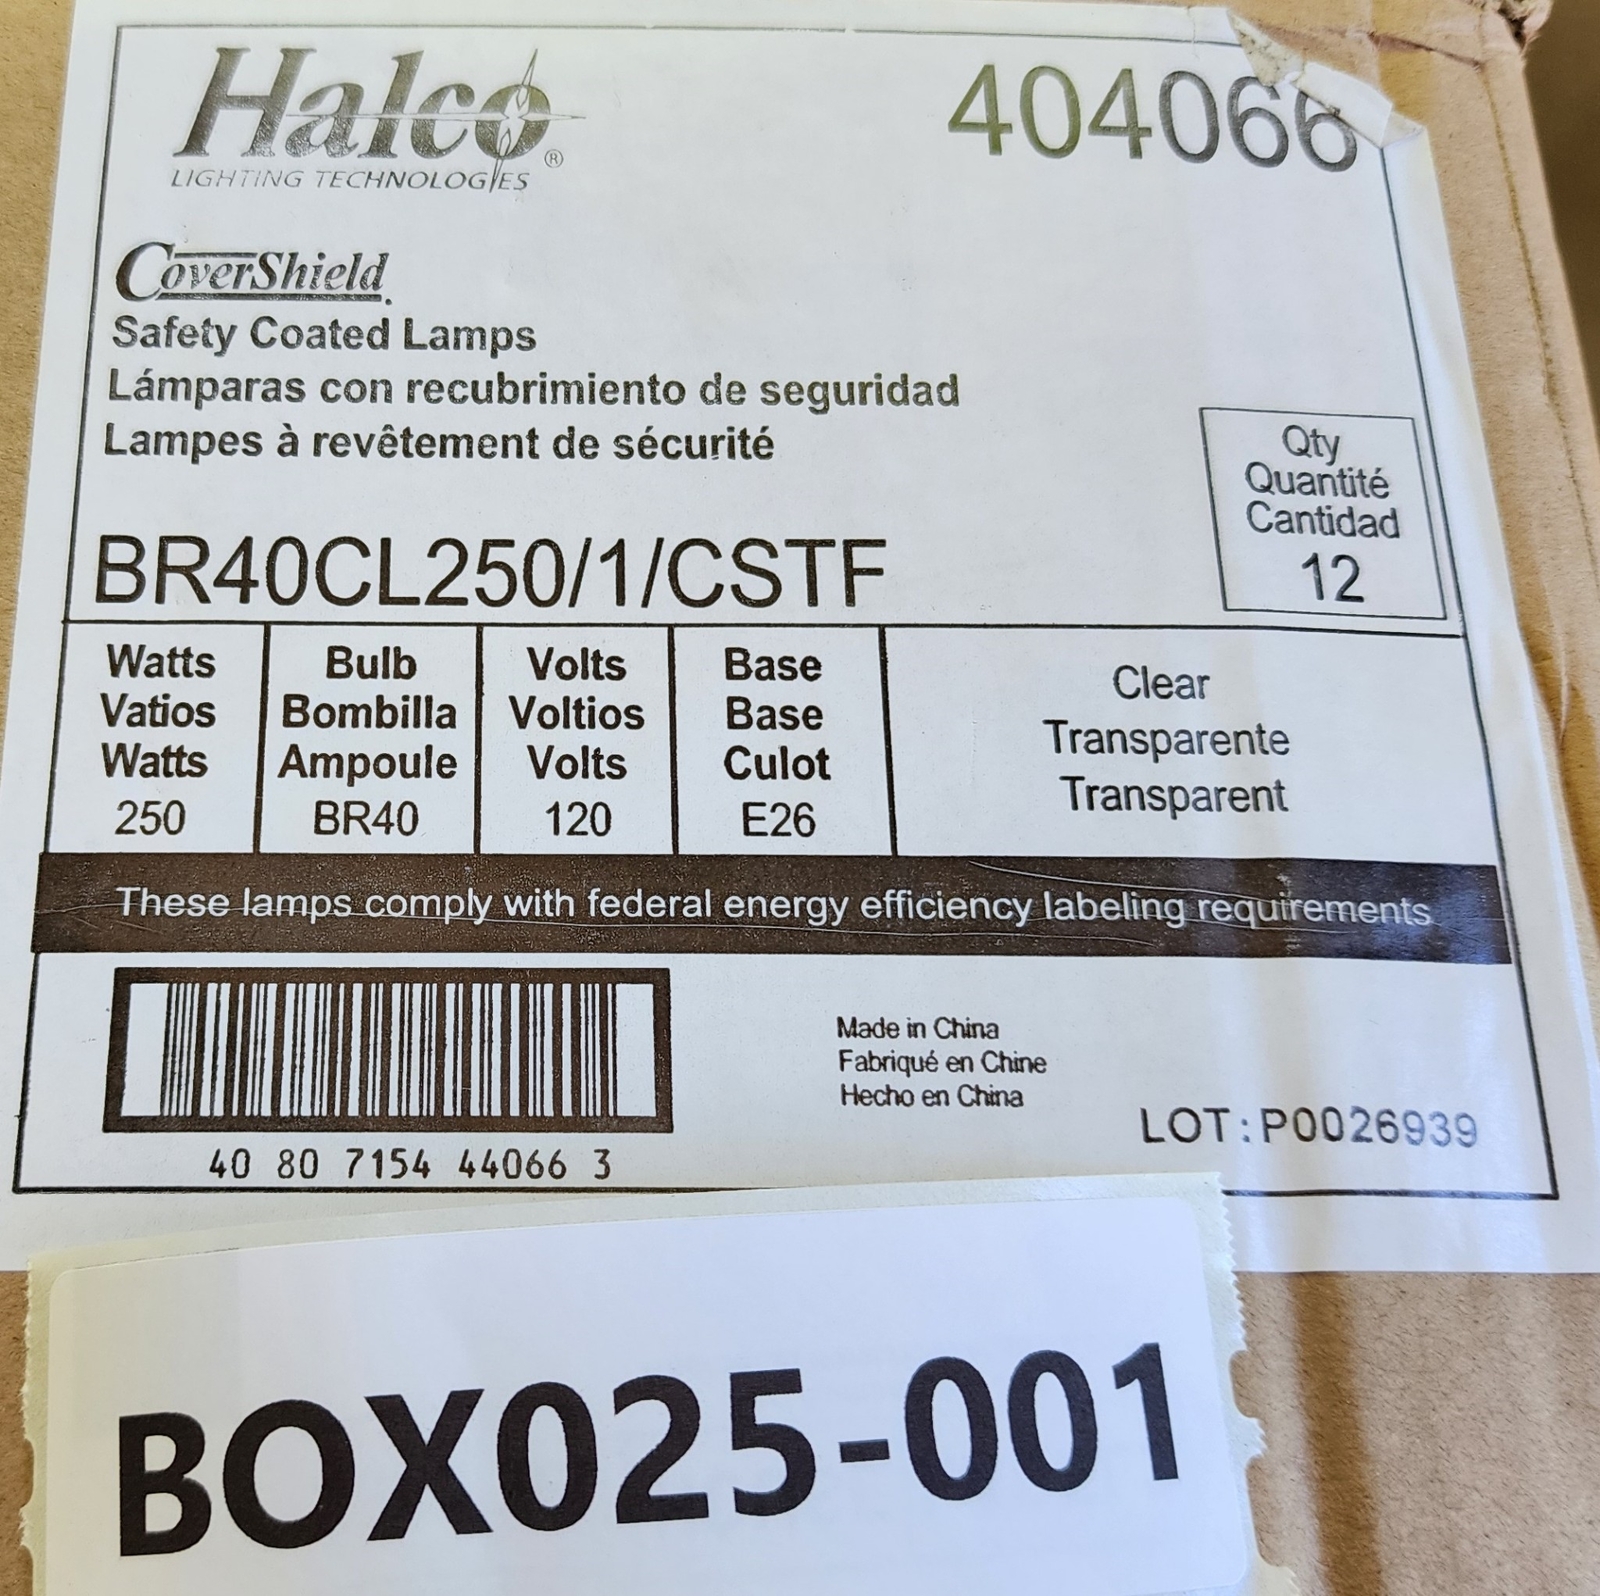 Halco®
LIGHTING TECHNOLOGIES
404066
CoverShield
Safety Coated Lamps
Lámparas con recubrimiento de seguridad
Lampes à revêtement de sécurité
Qty
Quantité
Cantidad
12
BR40CL250/1/CSTF
Watts
Vatios
Watts
250
Bulb
Bombilla
Ampoule
BR40
Volts
Voltios
Volts
120
Base
Base
Culot
E26
Clear
Transparente
Transparent
These lamps comply with federal energy efficiency labeling requirements
40 80 7154 44066 3
Made in China
Fabriqué en Chine
Hecho en China
LOT:P0026939
BOX025-001